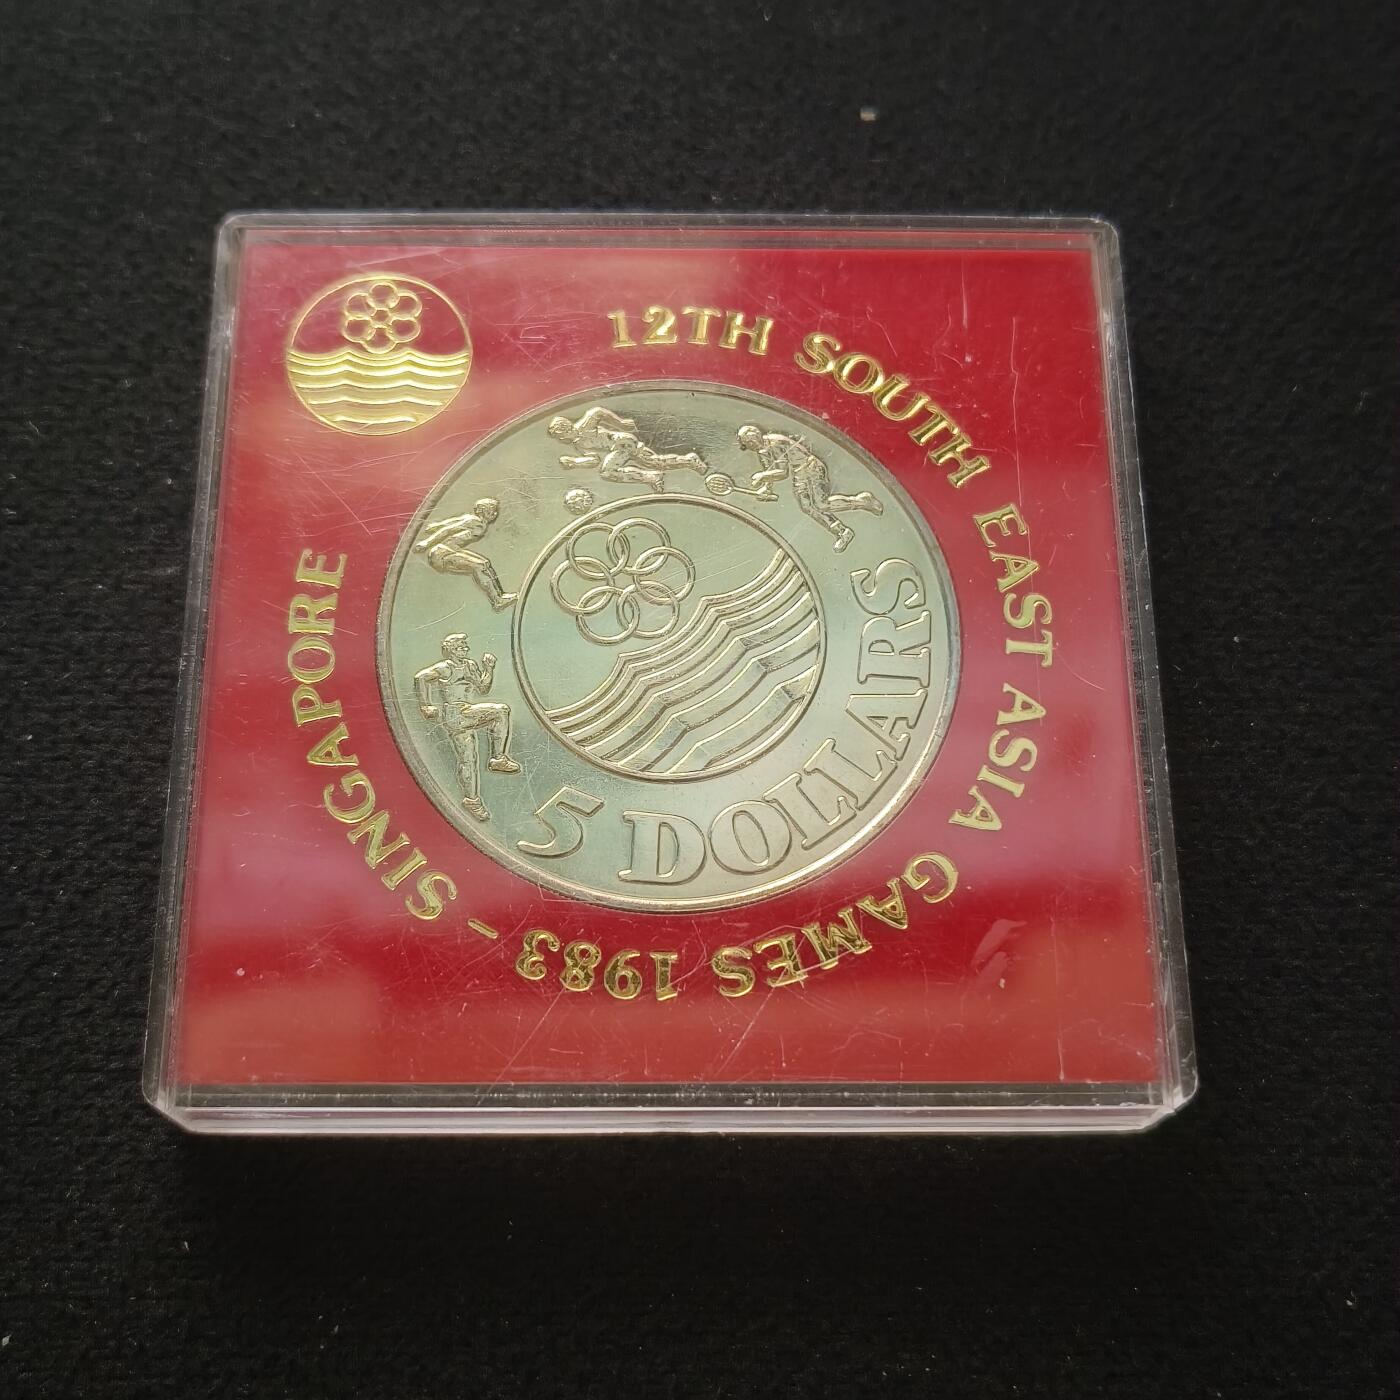 12TH SOUTH EAST ASIA GAMES 1983 - SINGAPORE
5 DOLLARS